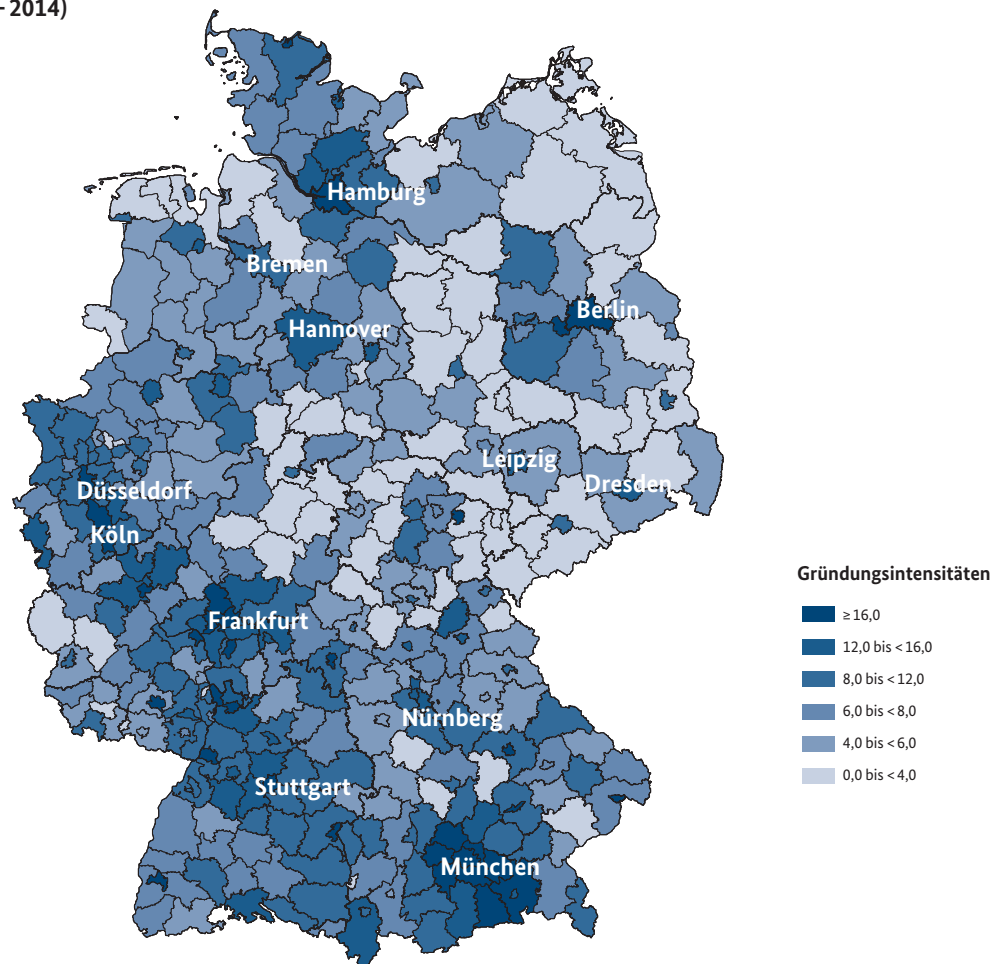 – 2014)
Hamburg
Bremen
Berlin
Hannover
Leipzig
Dresden
Düsseldorf
Köln
Frankfurt
Nürnberg
Stuttgart
München
Gründungsintensitäten
≥ 16,0
12,0 bis < 16,0
8,0 bis < 12,0
6,0 bis < 8,0
4,0 bis < 6,0
0,0 bis < 4,0